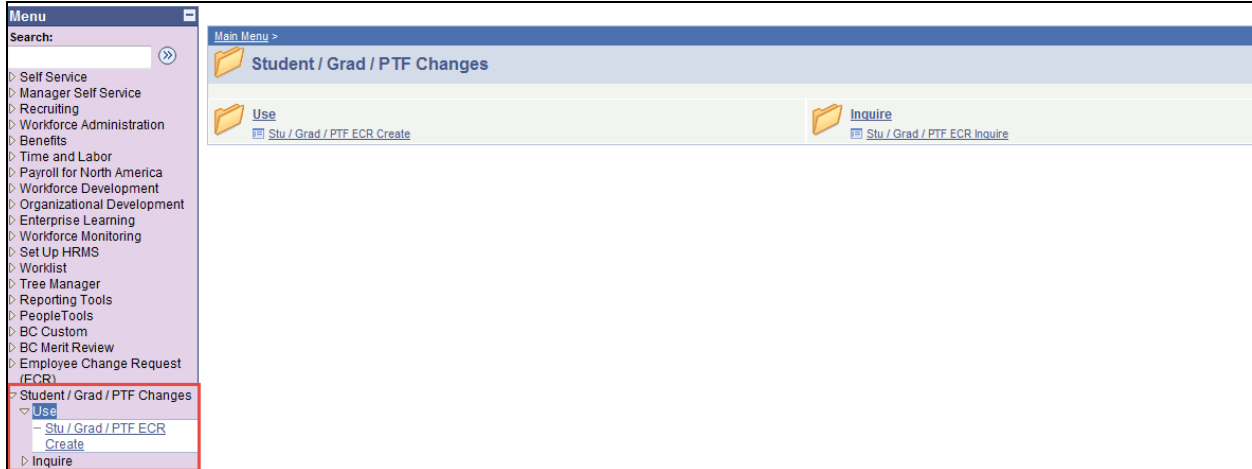 Menu
Search:
Self Service
Manager Self Service
Recruiting
Workforce Administration
Benefits
Time and Labor
Payroll for North America
Workforce Development
Organizational Development
Enterprise Learning
Workforce Monitoring
Set Up HRMS
Worklist
Tree Manager
Reporting Tools
PeopleTools
BC Custom
BC Merit Review
Employee Change Request
(ECR)
Student / Grad / PTF Changes
Use
Stu / Grad / PTF ECR
Create
Inquire
Main Menu >
Student / Grad / PTF Changes
Use
Stu / Grad / PTF ECR Create
Inquire
Stu / Grad / PTF ECR Inquire